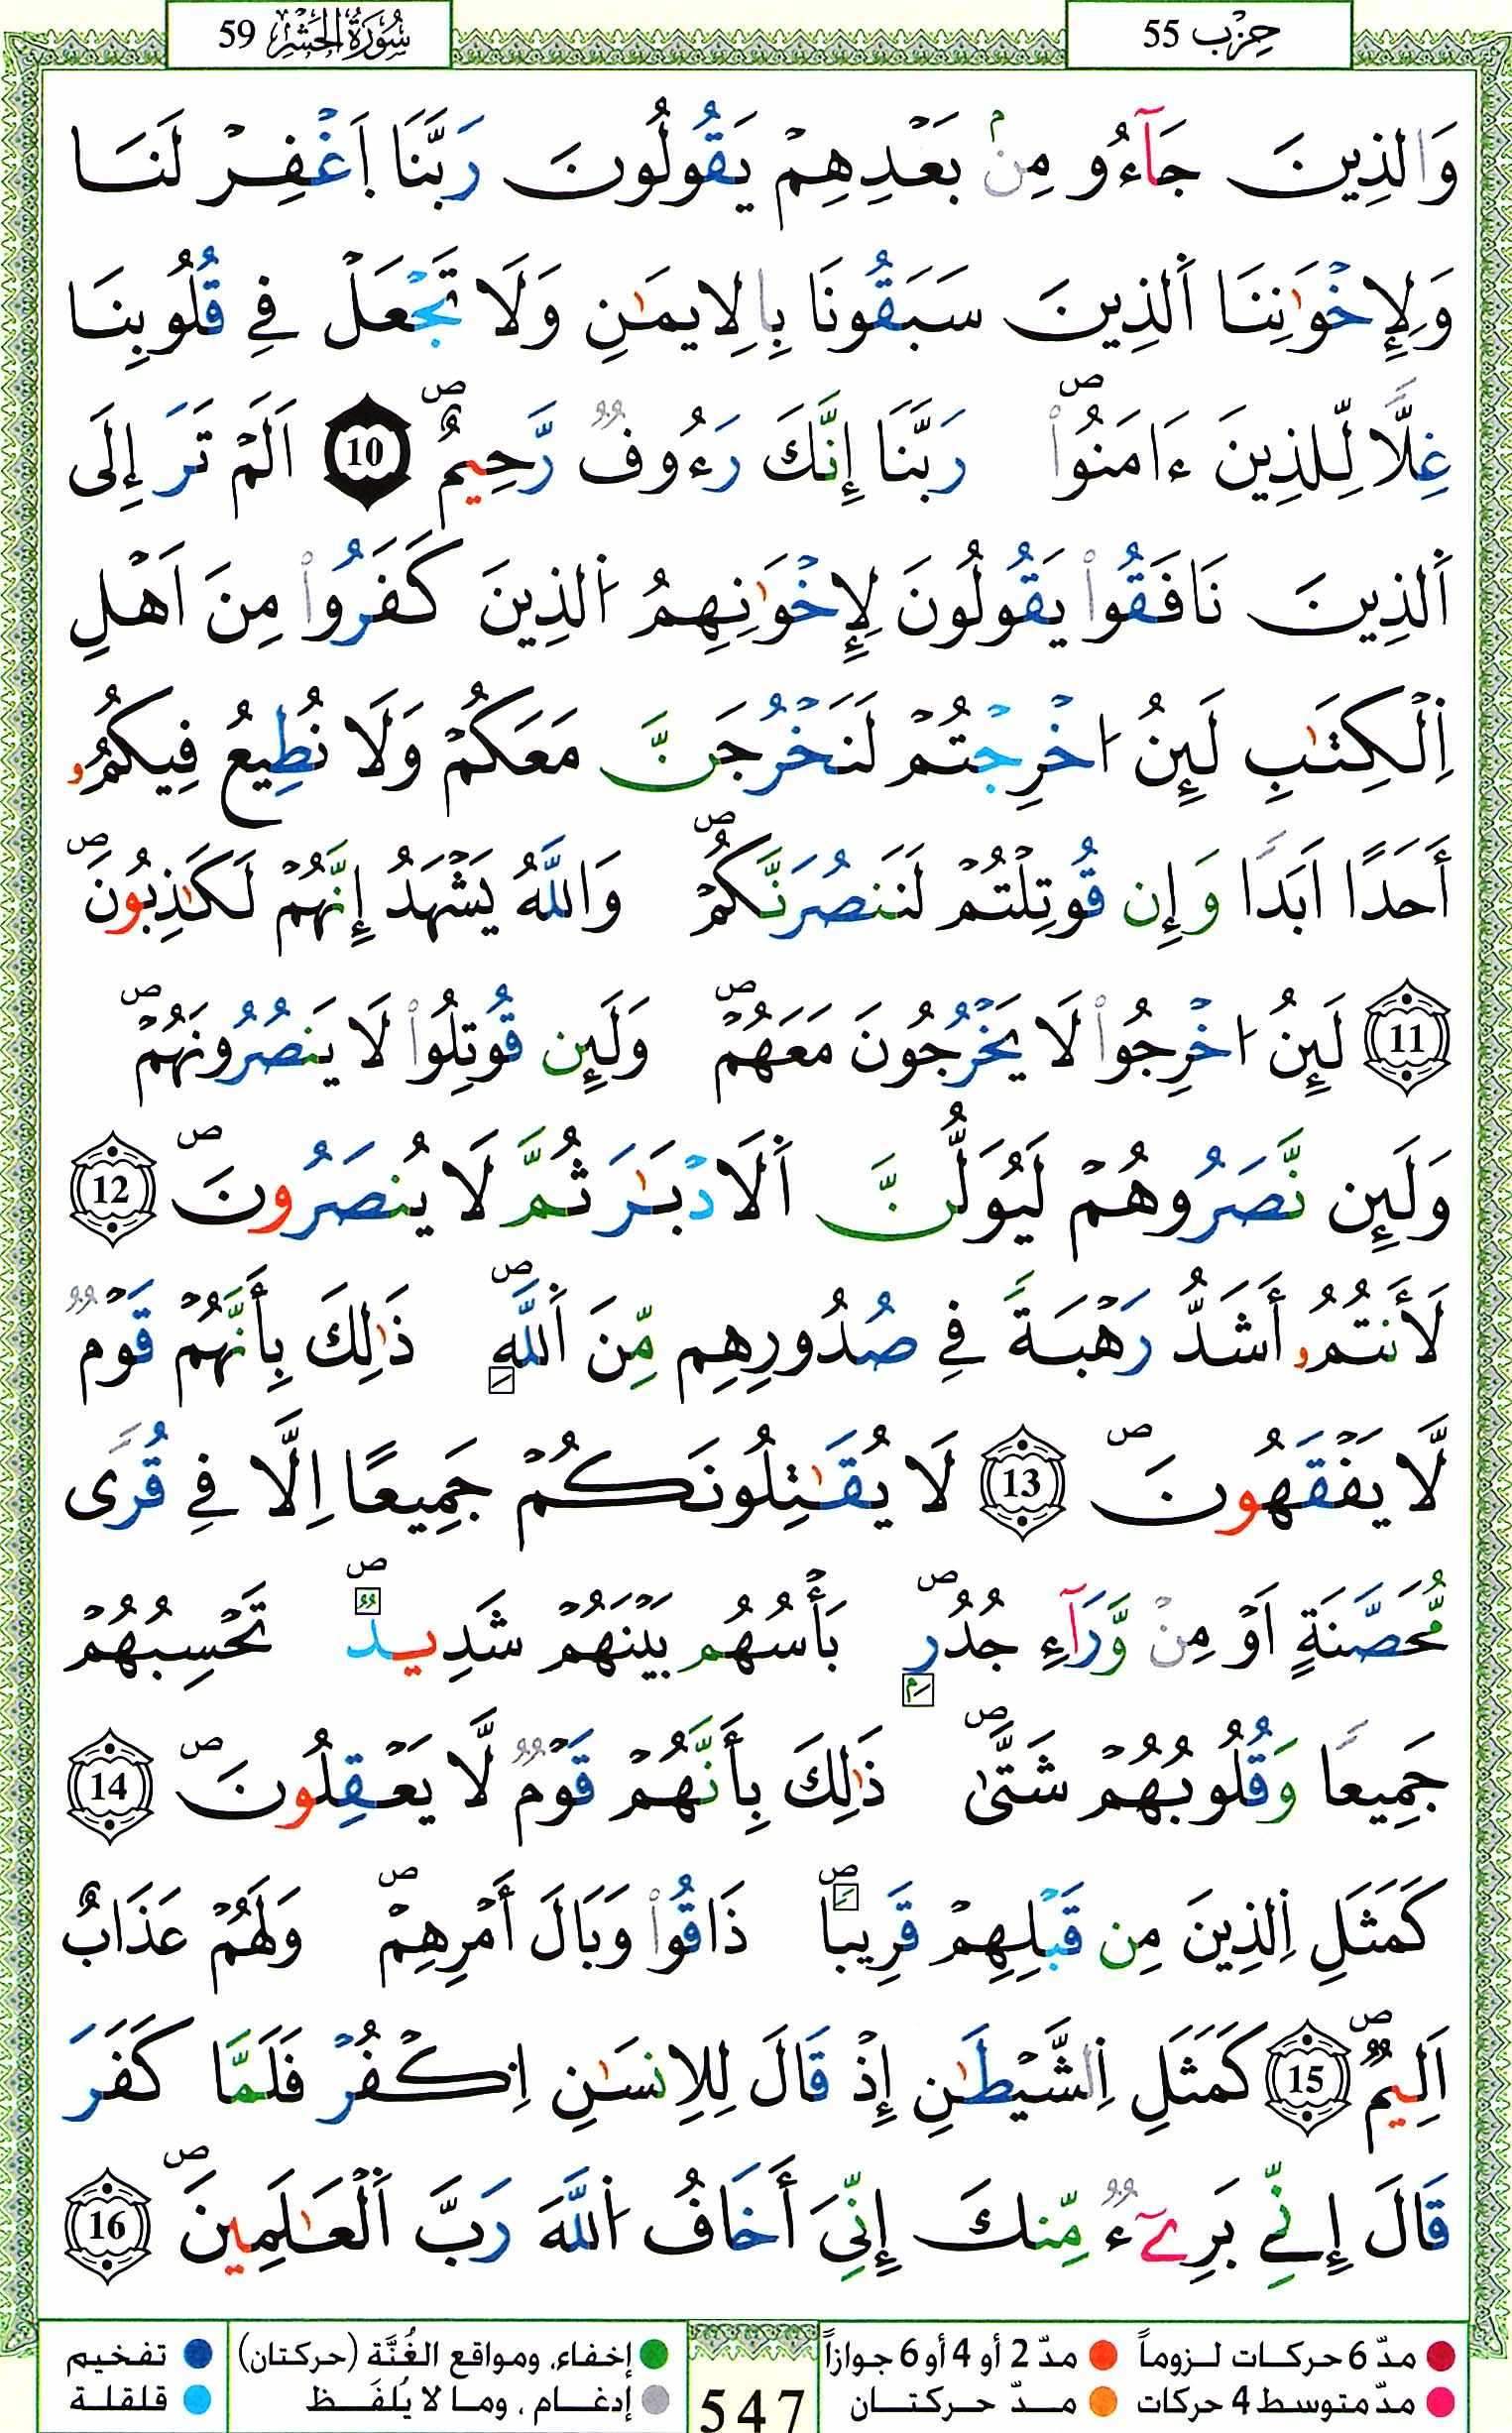 سُورَةُ الحَشْرِ 59
حِزْب 55
وَالذِينَ جَآءُو مِنۢ بَعْدِهِمْ يَقُولُونَ رَبَّنَا اَغْفِرْ لَنَا
وَلِإِخْوَٰنِنَا اَلذِينَ سَبَقُونَا بِالِايمَٰنِ وَلَا تَجْعَلْ فِے قُلُوبِنَا
غِلّاً لِّلذِينَ ءَامَنُواْۖ رَبَّنَا إِنَّكَ رَءُوفٌ رَّحِيمٌۖ 10 اَلَمْ تَرَ إِلَى
اَلذِينَ نَافَقُواْ يَقُولُونَ لِإِخْوَٰنِهِمُ اُلذِينَ كَفَرُواْ مِنَ اَهْلِ
اِلْكِتَٰبِ لَئِنُ اخْرِجْتُمْ لَنَخْرُجَنَّ مَعَكُمْ وَلَا نُطِيعُ فِيكُمُۥ
أَحَدًا اَبَداً وَإِن قُوتِلْتُمْ لَنَنصُرَنَّكُمْۖ وَاللَّهُ يَشْهَدُ إِنَّهُمْ لَكَٰذِبُونَۖ
11 لَئِنُ اخْرِجُواْ لَا يَخْرُجُونَ مَعَهُمْۖ وَلَئِن قُوتِلُواْ لَا يَنصُرُونَهُمْۖ
وَلَئِن نَّصَرُوهُمْ لَيُوَلُّنَّ اَلَادْبَٰرَ ثُمَّ لَا يُنصَرُونَۖ 12
لَأَنتُمُۥ أَشَدُّ رَهْبَةً فِے صُدُورِهِم مِّنَ اَللَّهِۖ ذَٰلِكَ بِأَنَّهُمْ قَوْمٌ
لَّا يَفْقَهُونَۖ 13 لَا يُقَٰتِلُونَكُمْ جَمِيعًا اِلَّا فِے قُرًى
مُّحَصَّنَةٍ اَوْ مِنْ وَّرَآءِ جُدُرٍۖ بَأْسُهُم بَيْنَهُمْ شَدِيدٌۖ تَحْسِبُهُمْ
جَمِيعاً وَقُلُوبُهُمْ شَتَّىٰۖ ذَٰلِكَ بِأَنَّهُمْ قَوْمٌ لَّا يَعْقِلُونَۖ 14
كَمَثَلِ اِلذِينَ مِن قَبْلِهِمْ قَرِيباًۖ ذَاقُواْ وَبَالَ أَمْرِهِمْۖ وَلَهُمْ عَذَابٌ
اَلِيمٌۖ 15 كَمَثَلِ اِلشَّيْطَٰنِ إِذْ قَالَ لِلِانسَٰنِ اِكْفُرْ فَلَمَّا كَفَرَ
قَالَ إِنِّے بَرِےٓءٌ مِّنكَ إِنِّيَ أَخَافُ اُللَّهَ رَبَّ اَلْعَٰلَمِينَۖ 16
مدّ 6 حركات لزوماً
مدّ 2 أو 4 أو 6 جوازاً
إخفاء، ومواقع الغُنَّة (حركتان)
تفخيم
مدّ متوسط 4 حركات
مدّ حركتان
إدغام، وما لا يُلفَظ
قلقلة
547